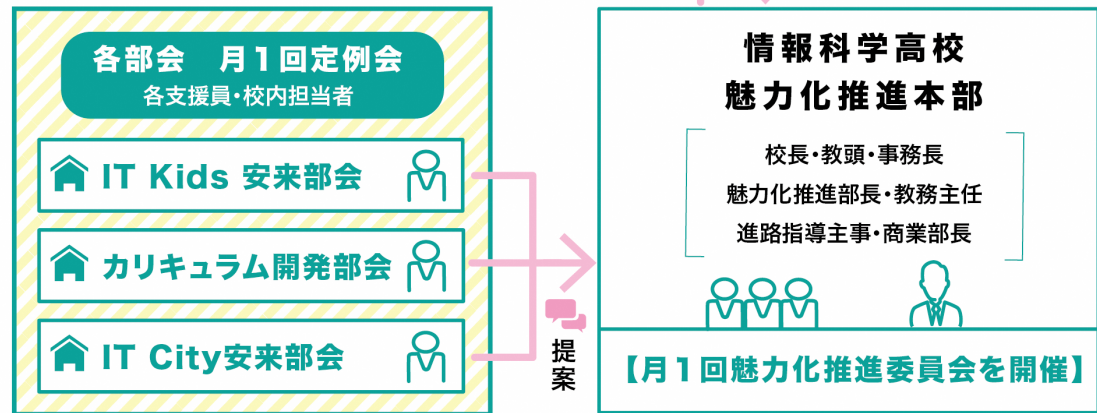 各部会　月1回定例会
各支援員・校内担当者
IT Kids 安来部会
カリキュラム開発部会
IT City安来部会
提案
情報科学高校
魅力化推進本部
校長・教頭・事務長
魅力化推進部長・教務主任
進路指導主事・商業部長
【月1回魅力化推進委員会を開催】